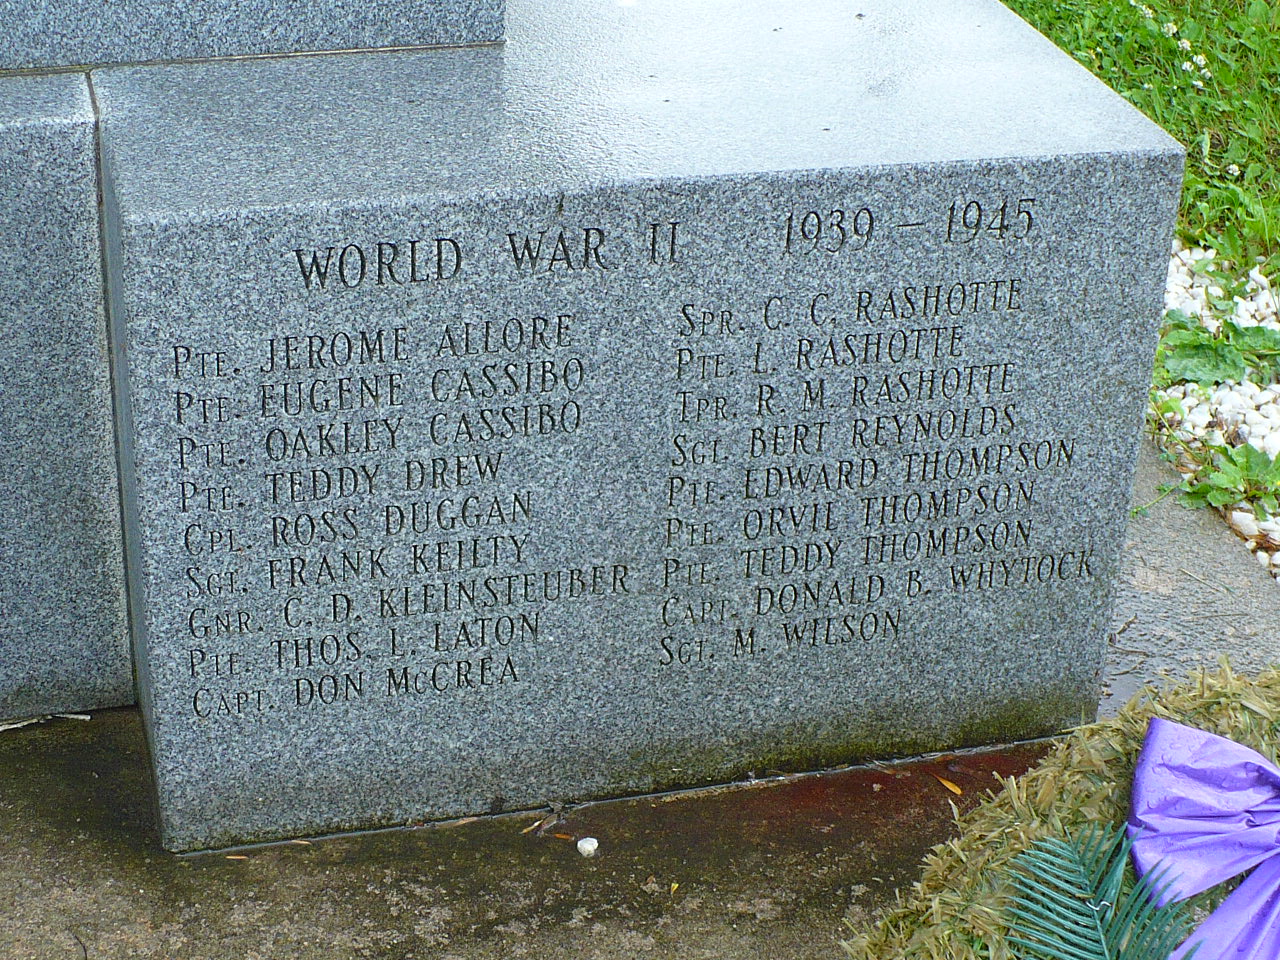 WORLD WAR II 1939 – 1945
PTE. JEROME ALLORE
PTE. EUGENE CASSIBO
PTE. OAKLEY CASSIBO
PTE. TEDDY DREW
CPL. ROSS DUGGAN
SGT. FRANK KEIHTY
GNR. C. D. KLEINSTEUBER
PTE. THOS. L. LATON
CAPT. DON McCREA
SPR. C. C. RASHOTTE
PTE. L. RASHOTTE
TPR. R. M. RASHOTTE
SGT. BERT REYNOLDS
PTE. EDWARD THOMPSON
PTE. ORVIE THOMPSON
PTE. TEDDY THOMPSON
CAPT. DONALD B. WHYTOCK
SGT. M. WILSON